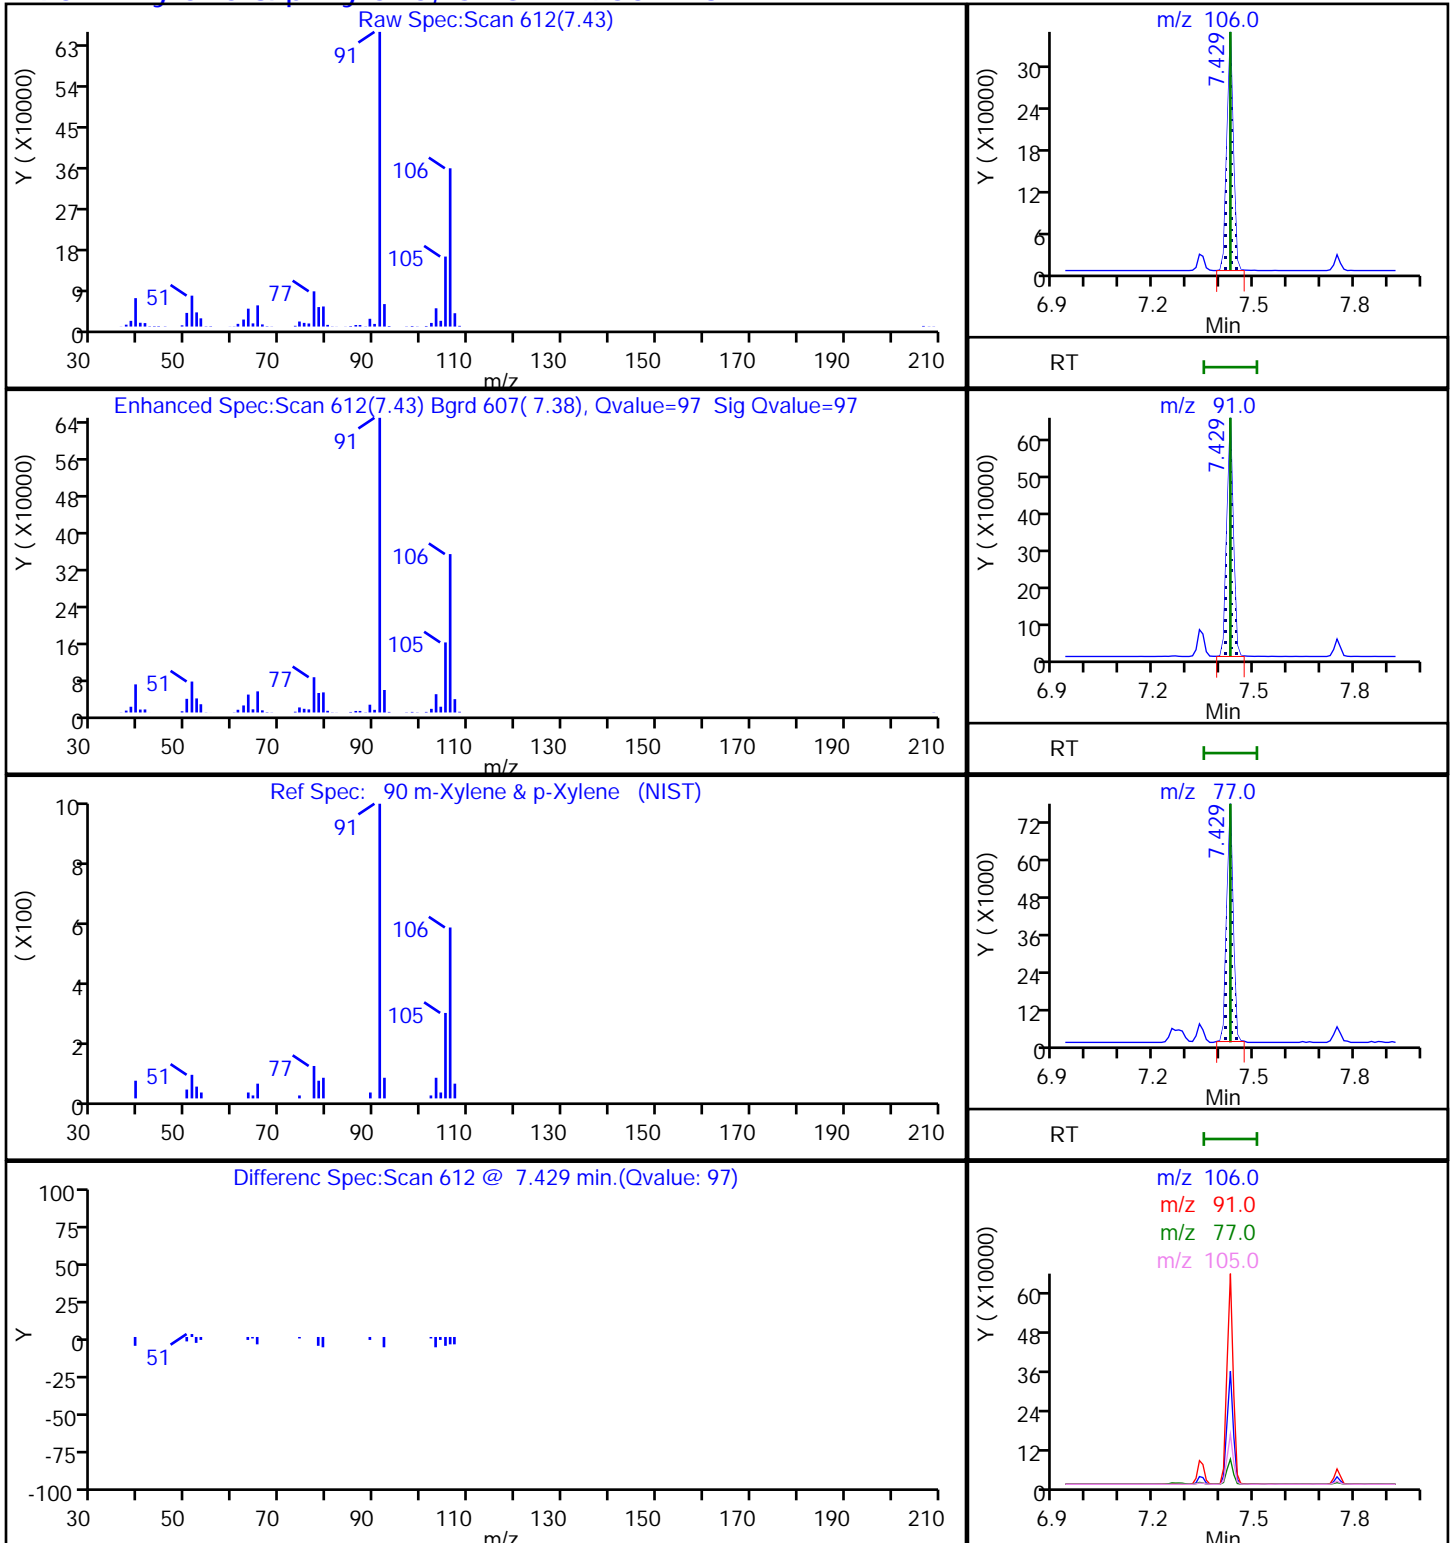 Raw Spec:Scan 612(7.43)
Y ( X10000)
63
54
45
36
27
18
9
0
91
106
105
77
51
30 50 70 90 110 130 150 170 190 210
m/z
m/z 106.0
Y ( X10000)
30
24
18
12
6
0
7.429
6.9 7.2 7.5 7.8
Min
RT
Enhanced Spec:Scan 612(7.43) Bgrd 607( 7.38), Qvalue=97 Sig Qvalue=97
Y ( X10000)
64
56
48
40
32
24
16
8
0
91
106
105
77
51
30 50 70 90 110 130 150 170 190 210
m/z
m/z 91.0
Y ( X10000)
60
50
40
30
20
10
0
7.429
6.9 7.2 7.5 7.8
Min
RT
Ref Spec: 90 m-Xylene & p-Xylene (NIST)
( X100)
10
8
6
4
2
0
91
106
105
77
51
30 50 70 90 110 130 150 170 190 210
m/z 77.0
Y ( X1000)
72
60
48
36
24
12
0
7.429
6.9 7.2 7.5 7.8
Min
RT
Differenc Spec:Scan 612 @ 7.429 min.(Qvalue: 97)
Y
100
75
50
25
0
-25
-50
-75
-100
51
30 50 70 90 110 130 150 170 190 210
m/z
m/z 106.0
m/z 91.0
m/z 77.0
m/z 105.0
Y ( X10000)
60
48
36
24
12
0
6.9 7.2 7.5 7.8
Min